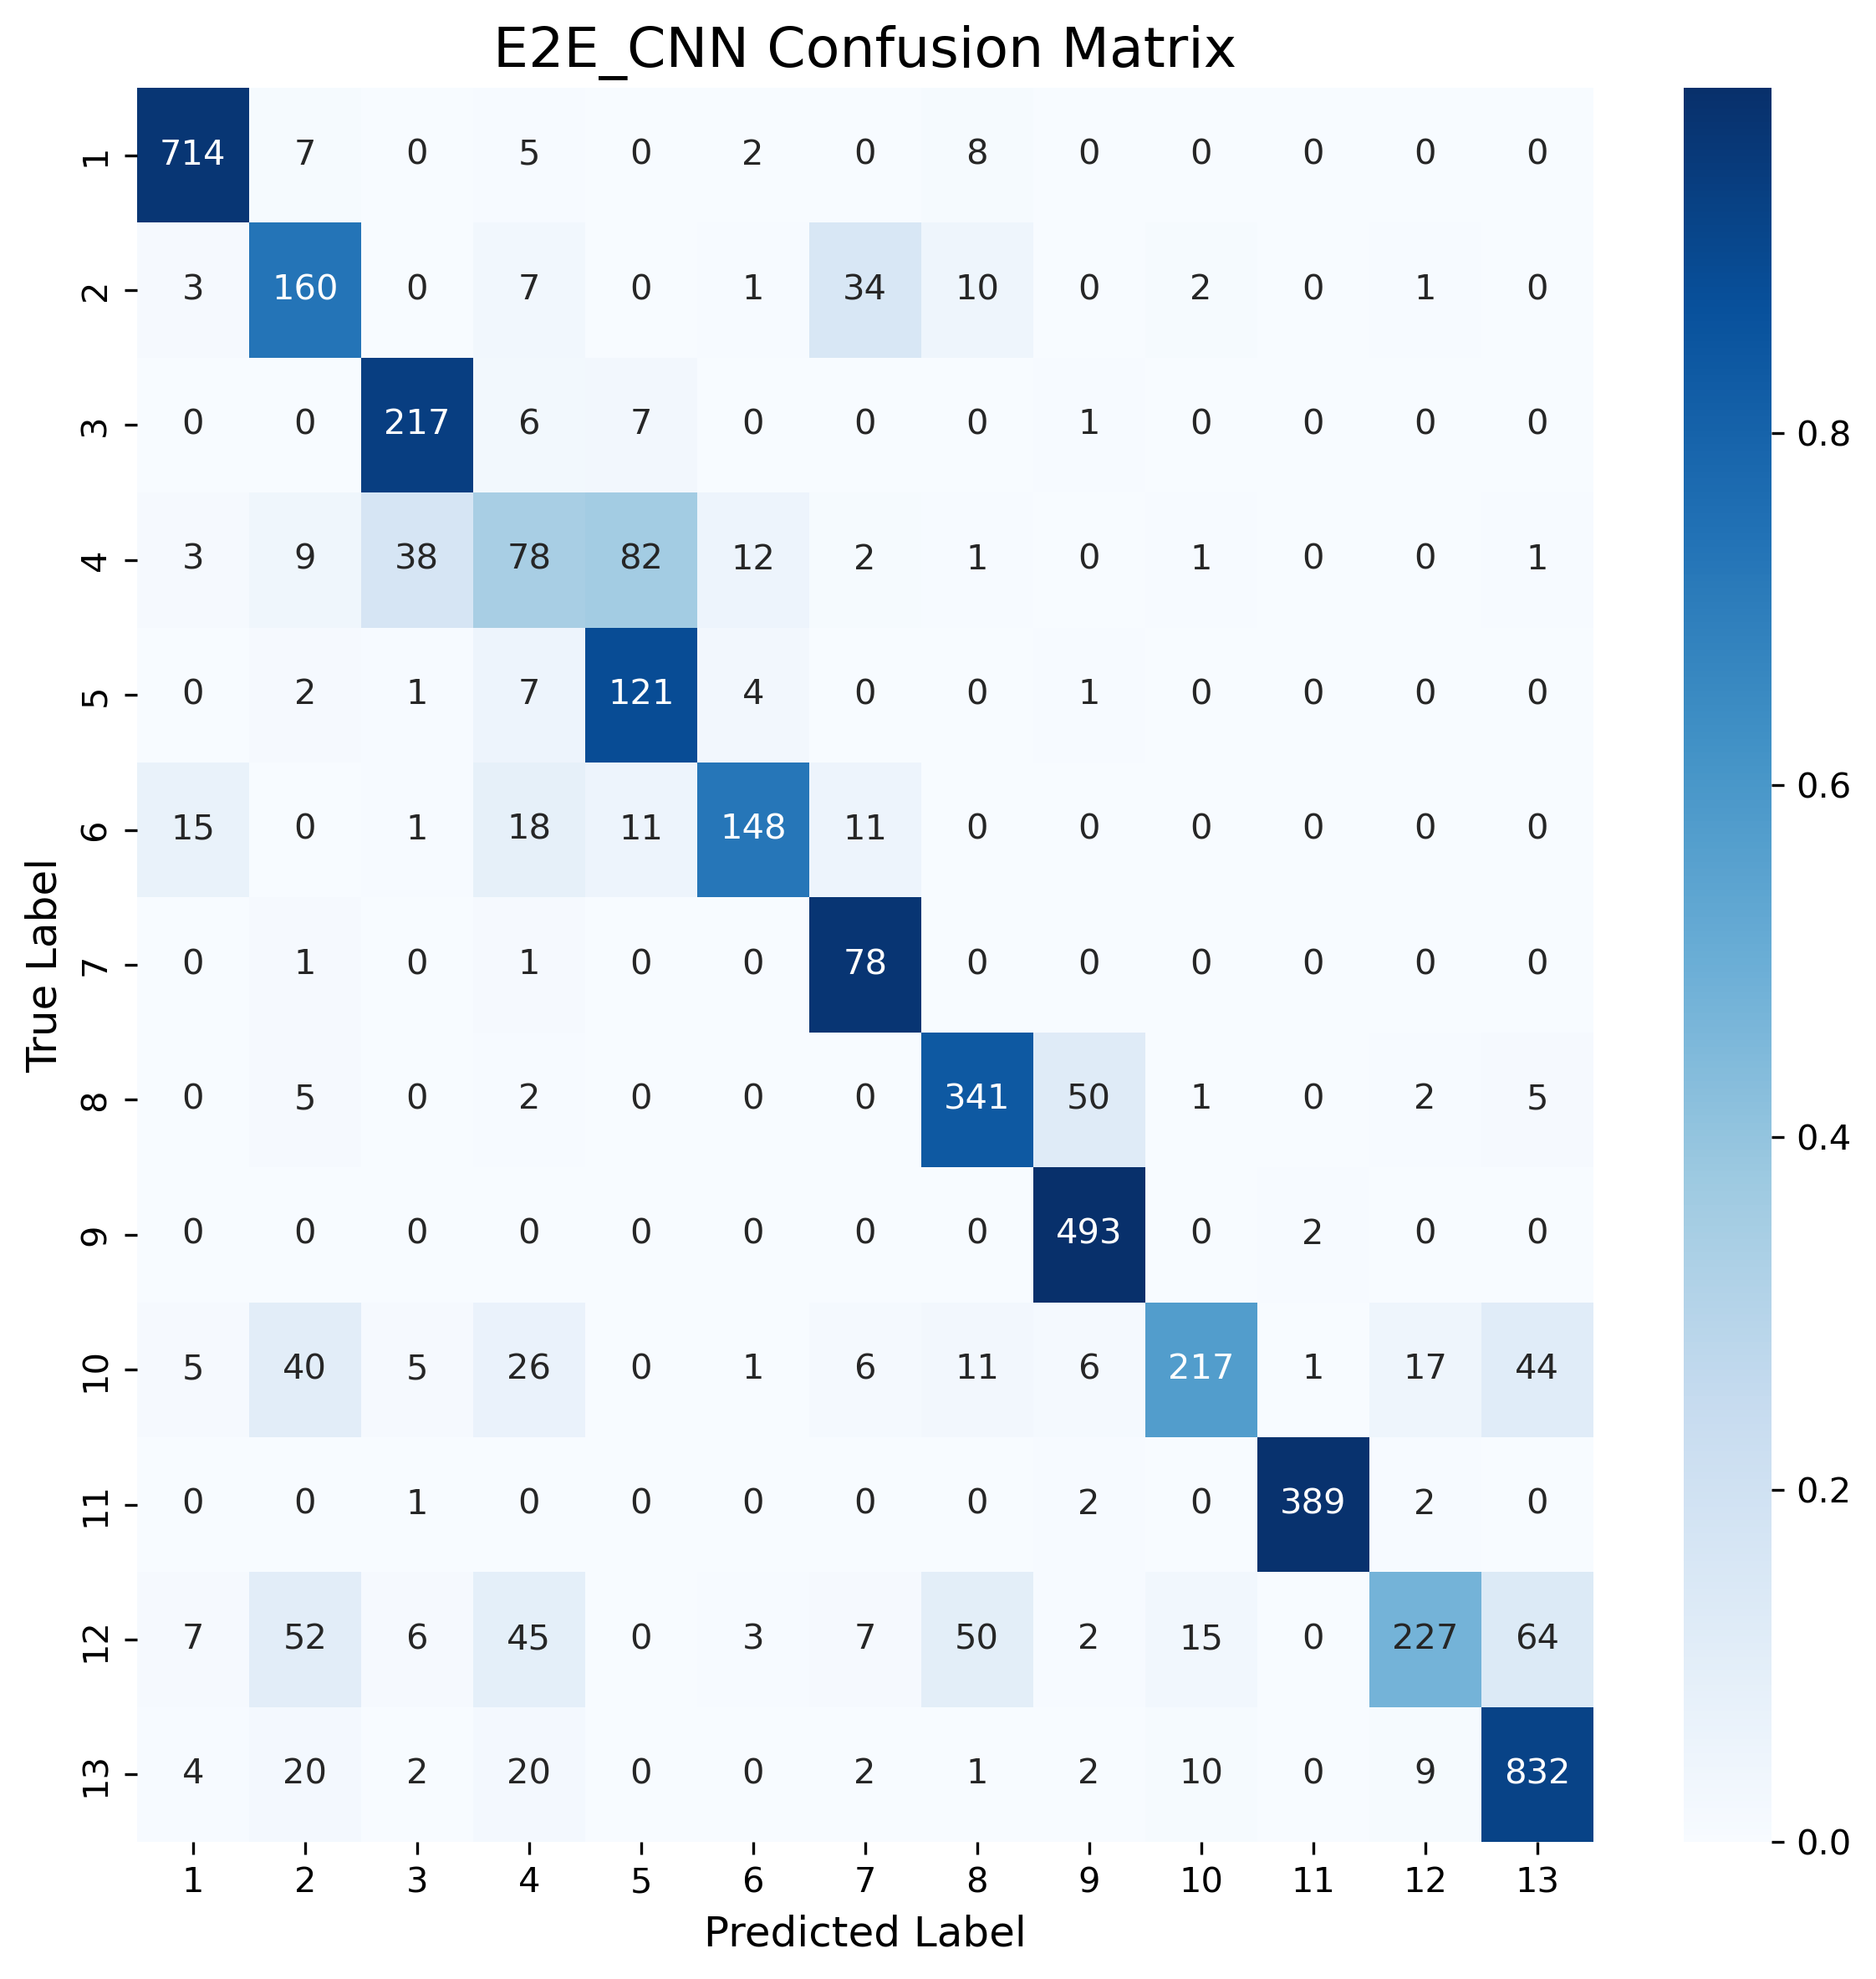 E2E_CNN Confusion Matrix
1 714 7 0 5 0 2 0 8 0 0 0 0 0
2 3 160 0 7 0 1 34 10 0 2 0 1 0
3 0 0 217 6 7 0 0 0 1 0 0 0 0
0.8
4 3 9 38 78 82 12 2 1 0 1 0 0 1
5 0 2 1 7 121 4 0 0 1 0 0 0 0
0.6
6 15 0 1 18 11 148 11 0 0 0 0 0 0
True Label
7 0 1 0 1 0 0 78 0 0 0 0 0 0
8 0 5 0 2 0 0 0 341 50 1 0 2 5
0.4
9 0 0 0 0 0 0 0 0 493 0 2 0 0
10 5 40 5 26 0 1 6 11 6 217 1 17 44
11 0 0 1 0 0 0 0 0 2 0 389 2 0
0.2
12 7 52 6 45 0 3 7 50 2 15 0 227 64
13 4 20 2 20 0 0 2 1 2 10 0 9 832
0.0
1 2 3 4 5 6 7 8 9 10 11 12 13
Predicted Label